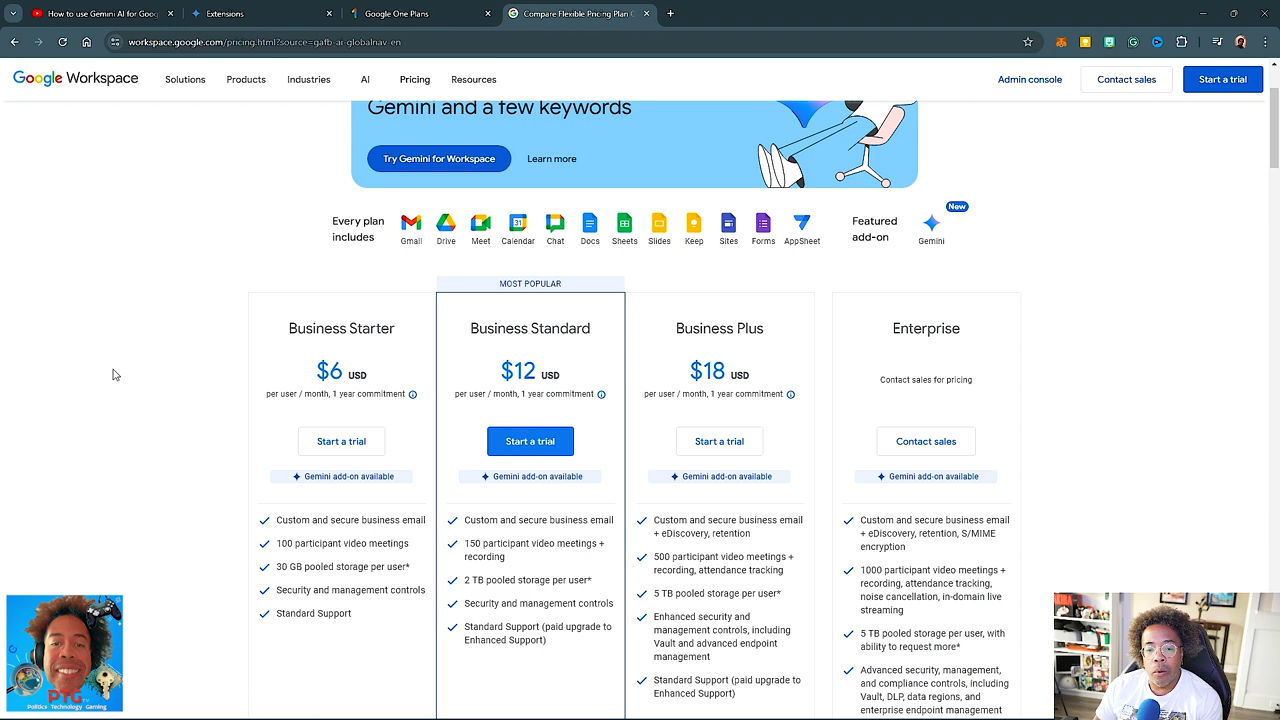 How to use Gemini AI for Goog
Extensions
Google One Plans
Compare Flexible Pricing Plan O
workspace.google.com/pricing.html?source=gafb-ai-globalnav-en
Google Workspace
Solutions
Products
Industries
AI
Pricing
Resources
Admin console
Contact sales
Start a trial
Gemini and a few keywords
Try Gemini for Workspace
Learn more
Every plan
includes
Gmail
Drive
Meet
31
Calendar
Chat
Docs
Sheets
Slides
Keep
Sites
Forms
AppSheet
Featured
add-on
New
Gemini
MOST POPULAR
Business Starter
$6 USD
per user / month, 1 year commitment
Start a trial
Gemini add-on available
Custom and secure business email
100 participant video meetings
30 GB pooled storage per user*
Security and management controls
Standard Support
Business Standard
$12 USD
per user / month, 1 year commitment
Start a trial
Gemini add-on available
Custom and secure business email
150 participant video meetings +
recording
2 TB pooled storage per user*
Security and management controls
Standard Support (paid upgrade to
Enhanced Support)
Business Plus
$18 USD
per user / month, 1 year commitment
Start a trial
Gemini add-on available
Custom and secure business email
+ eDiscovery, retention
500 participant video meetings +
recording, attendance tracking
5 TB pooled storage per user*
Enhanced security and
management controls, including
Vault and advanced endpoint
management
Standard Support (paid upgrade to
Enhanced Support)
Enterprise
Contact sales for pricing
Contact sales
Gemini add-on available
Custom and secure business email
+ eDiscovery, retention, S/MIME
encryption
1000 participant video meetings +
recording, attendance tracking,
noise cancellation, in-domain live
streaming
5 TB pooled storage per user, with
ability to request more*
Advanced security, management,
and compliance controls, including
Vault, DLP, data regions, and
enterprise endpoint management
PTG
Politics Technology Gaming